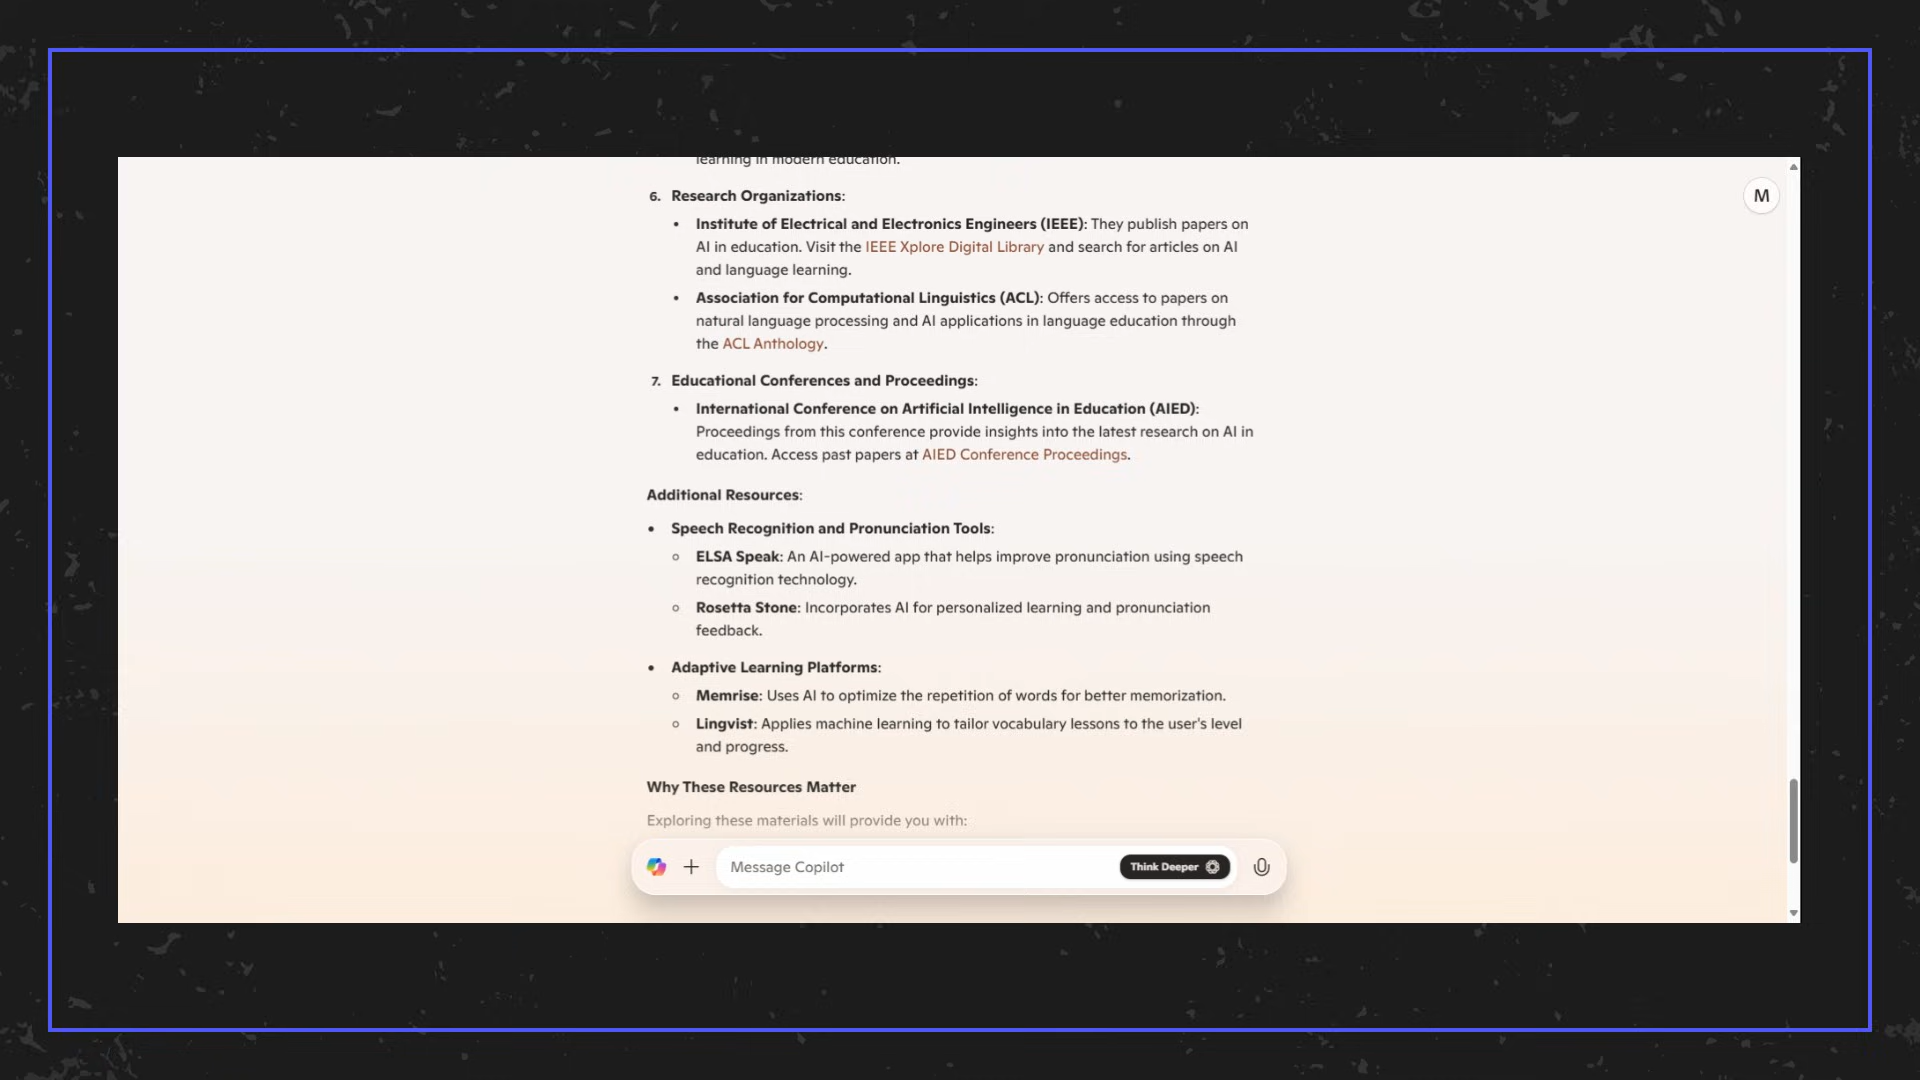 learning in modern education.
M
6. Research Organizations:
• Institute of Electrical and Electronics Engineers (IEEE): They publish papers on
AI in education. Visit the IEEE Xplore Digital Library and search for articles on AI
and language learning.
• Association for Computational Linguistics (ACL): Offers access to papers on
natural language processing and AI applications in language education through
the ACL Anthology.
7. Educational Conferences and Proceedings:
• International Conference on Artificial Intelligence in Education (AIED):
Proceedings from this conference provide insights into the latest research on AI in
education. Access past papers at AIED Conference Proceedings.
Additional Resources:
• Speech Recognition and Pronunciation Tools:
○ ELSA Speak: An AI-powered app that helps improve pronunciation using speech
recognition technology.
○ Rosetta Stone: Incorporates AI for personalized learning and pronunciation
feedback.
• Adaptive Learning Platforms:
○ Memrise: Uses AI to optimize the repetition of words for better memorization.
○ Lingvist: Applies machine learning to tailor vocabulary lessons to the user's level
and progress.
Why These Resources Matter
Exploring these materials will provide you with:
Message Copilot
Think Deeper